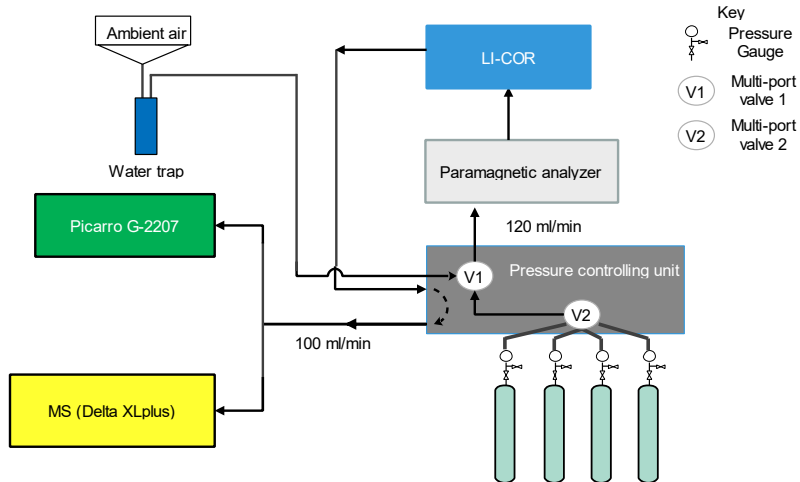 Ambient air
Water trap
LI-COR
Key
Pressure
Gauge
V1
Multi-port
valve 1
V2
Multi-port
valve 2
Paramagnetic analyzer
Picarro G-2207
120 ml/min
Pressure controlling unit
V1
V2
100 ml/min
MS (Delta XLplus)